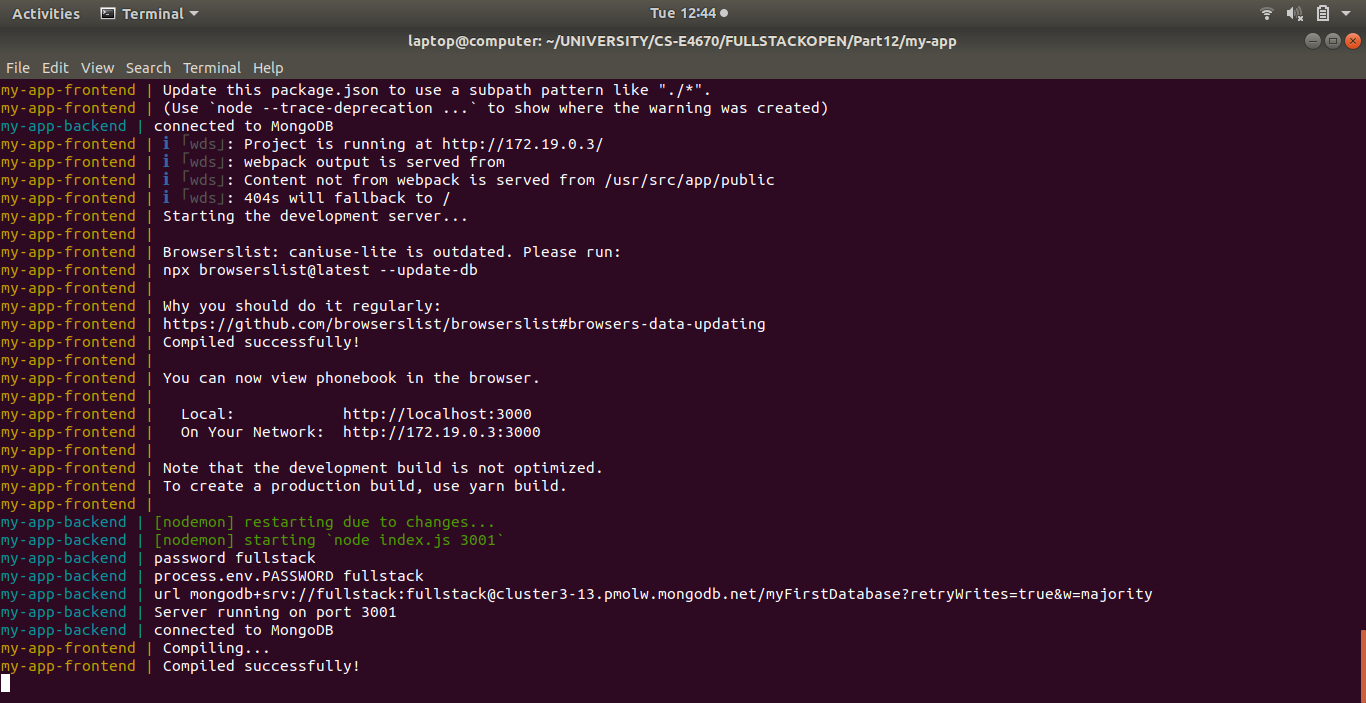 Activities Terminal Tue 12:44
laptop@computer: ~/UNIVERSITY/CS-E4670/FULLSTACKOPEN/Part12/my-app
File Edit View Search Terminal Help
my-app-frontend | Update this package.json to use a subpath pattern like "./*".
my-app-frontend | (Use `node --trace-deprecation ...` to show where the warning was created)
my-app-backend | connected to MongoDB
my-app-frontend | ℹ 「wds」: Project is running at http://172.19.0.3/
my-app-frontend | ℹ 「wds」: webpack output is served from
my-app-frontend | ℹ 「wds」: Content not from webpack is served from /usr/src/app/public
my-app-frontend | ℹ 「wds」: 404s will fallback to /
my-app-frontend | Starting the development server...
my-app-frontend |
my-app-frontend | Browserslist: caniuse-lite is outdated. Please run:
my-app-frontend | npx browserslist@latest --update-db
my-app-frontend |
my-app-frontend | Why you should do it regularly:
my-app-frontend | https://github.com/browserslist/browserslist#browsers-data-updating
my-app-frontend | Compiled successfully!
my-app-frontend |
my-app-frontend | You can now view phonebook in the browser.
my-app-frontend |
my-app-frontend |   Local:            http://localhost:3000
my-app-frontend |   On Your Network:  http://172.19.0.3:3000
my-app-frontend |
my-app-frontend | Note that the development build is not optimized.
my-app-frontend | To create a production build, use yarn build.
my-app-frontend |
my-app-backend | [nodemon] restarting due to changes...
my-app-backend | [nodemon] starting `node index.js 3001`
my-app-backend | password fullstack
my-app-backend | process.env.PASSWORD fullstack
my-app-backend | url mongodb+srv://fullstack:fullstack@cluster3-13.pmolw.mongodb.net/myFirstDatabase?retryWrites=true&w=majority
my-app-backend | Server running on port 3001
my-app-backend | connected to MongoDB
my-app-frontend | Compiling...
my-app-frontend | Compiled successfully!